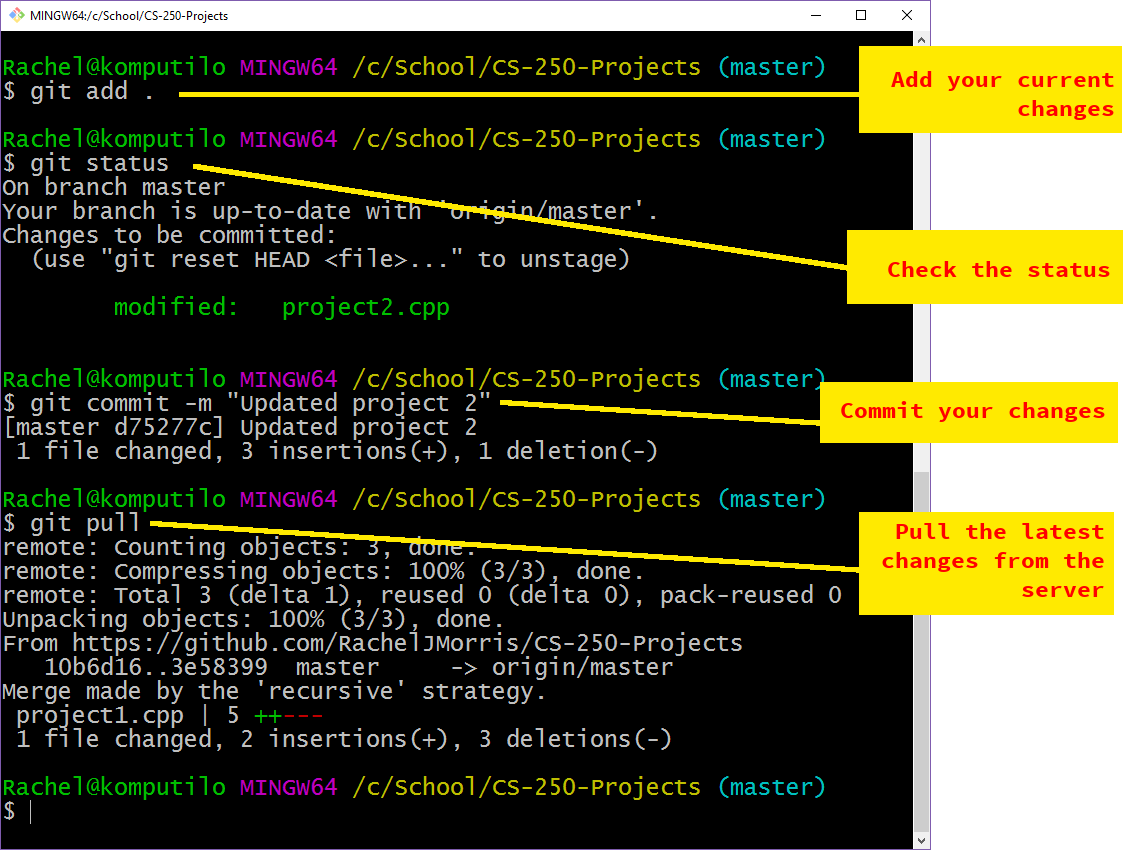 MINGW64:/c/School/CS-250-Projects
Rachel@komputilo MINGW64 /c/School/CS-250-Projects (master)
$ git add .
Add your current
changes
Rachel@komputilo MINGW64 /c/School/CS-250-Projects (master)
$ git status
On branch master
Your branch is up-to-date with 'origin/master'.
Changes to be committed:
(use "git reset HEAD <file>..." to unstage)
Check the status
modified: project2.cpp
Rachel@komputilo MINGW64 /c/School/CS-250-Projects (master)
$ git commit -m "Updated project 2"
Commit your changes
[master d75277c] Updated project 2
1 file changed, 3 insertions(+), 1 deletion(-)
Rachel@komputilo MINGW64 /c/School/CS-250-Projects (master)
$ git pull
Pull the latest
changes from the
server
remote: Counting objects: 3, done.
remote: Compressing objects: 100% (3/3), done.
remote: Total 3 (delta 1), reused 0 (delta 0), pack-reused 0
Unpacking objects: 100% (3/3), done.
From https://github.com/RachelJMorris/CS-250-Projects
10b6d16..3e58399 master -> origin/master
Merge made by the 'recursive' strategy.
project1.cpp | 5 ++---
1 file changed, 2 insertions(+), 3 deletions(-)
Rachel@komputilo MINGW64 /c/School/CS-250-Projects (master)
$